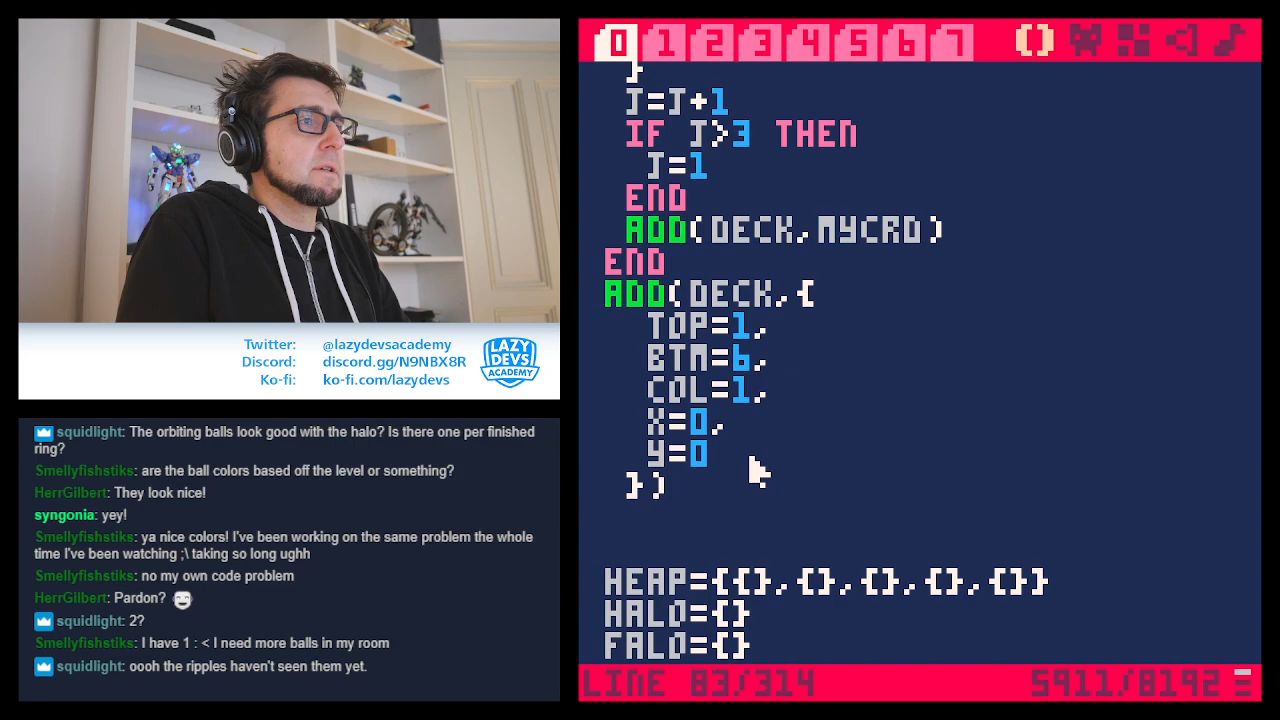 Twitter: @lazydevsacademy
Discord: discord.gg/N9NBX8R
Ko-fi: ko-fi.com/lazydevs
LAZY
DEVS
ACADEMY
squidlight: The orbiting balls look good with the halo? Is there one per finished
ring?
Smellyfishstiks: are the ball colors based off the level or something?
HerrGilbert: They look nice!
syngonia: yey!
Smellyfishstiks: ya nice colors! I've been working on the same problem the whole
time I've been watching ;\ taking so long ughh
Smellyfishstiks: no my own code problem
HerrGilbert: Pardon?
squidlight: 2?
Smellyfishstiks: I have 1 : < I need more balls in my room
squidlight: oooh the ripples haven't seen them yet.
0 1 2 3 4 5 6 7 {}
}
J=J+1
IF J>3 THEN
J=1
END
ADD(DECK,MYCRD)
END
ADD(DECK,{
TOP=1,
BTM=6,
COL=1,
X=0,
Y=0
})
HEAP={{},{},{},{},{}}
HALO={}
FALO={}
LINE 83/314 5911/8192